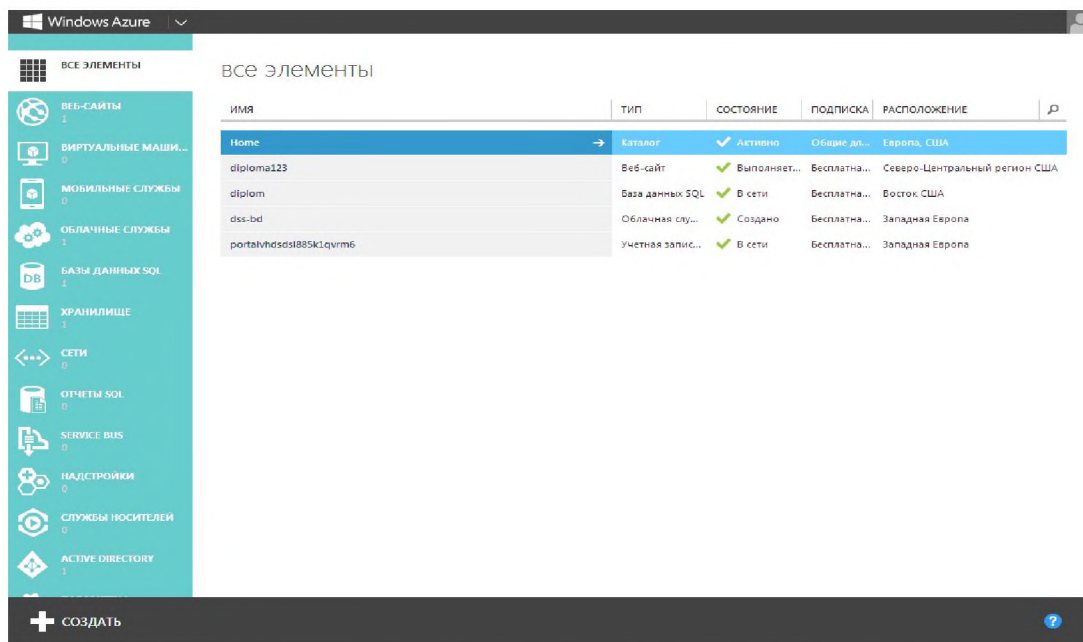 Windows Azure
ВСЕ ЭЛЕМЕНТЫ
ВЕБ-САЙТЫ
1
ВИРТУАЛЬНЫЕ МАШИ...
0
МОБИЛЬНЫЕ СЛУЖБЫ
0
ОБЛАЧНЫЕ СЛУЖБЫ
1
БАЗЫ ДАННЫХ SQL
1
DB
ХРАНИЛИЩЕ
1
СЕТИ
0
ОТЧЕТЫ SQL
0
SERVICE BUS
0
НАДСТРОЙКИ
0
СЛУЖБЫ НОСИТЕЛЕЙ
0
ACTIVE DIRECTORY
1
все элементы
ИМЯ ТИП СОСТОЯНИЕ ПОДПИСКА РАСПОЛОЖЕНИЕ
Home Каталог Активно Общие дл... Европа, США
diploma123 Веб-сайт Выполняет... Бесплатна... Северо-Центральный регион США
diplom База данных SQL В сети Бесплатна... Восток США
dss-bd Облачная слу... Создано Бесплатна... Западная Европа
portalvhdsdsl885k1qvrm6 Учетная запис... В сети Бесплатна... Западная Европа
СОЗДАТЬ
?